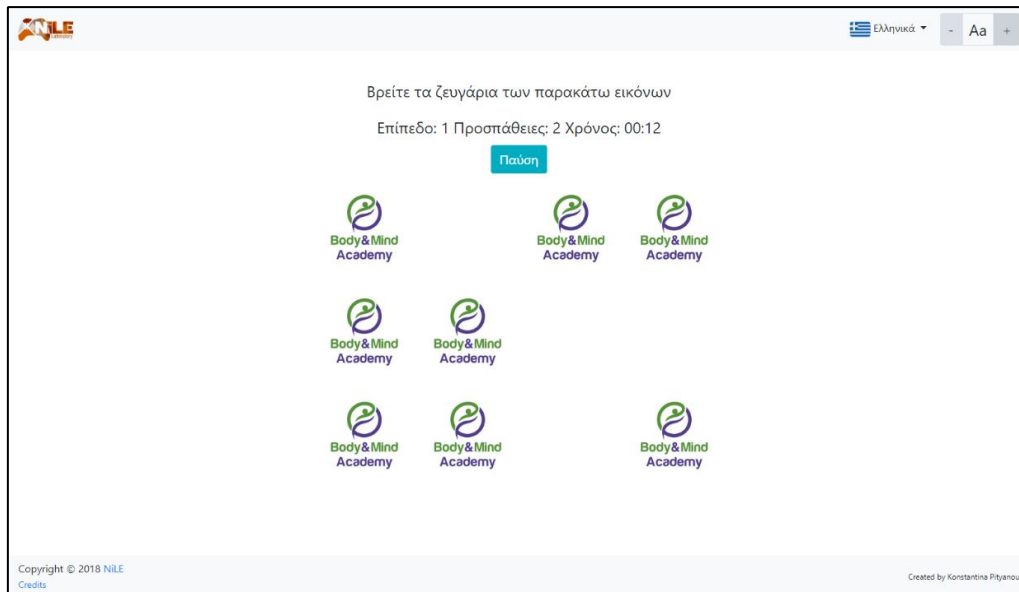 NiLE
Laboratory
Ελληνικά
- Aa +
Βρείτε τα ζευγάρια των παρακάτω εικόνων
Επίπεδο: 1 Προσπάθειες: 2 Χρόνος: 00:12
Παύση
Body&Mind
Academy
Body&Mind
Academy
Body&Mind
Academy
Body&Mind
Academy
Body&Mind
Academy
Body&Mind
Academy
Body&Mind
Academy
Body&Mind
Academy
Copyright © 2018 NiLE
Credits
Created by Konstantina Pityanou